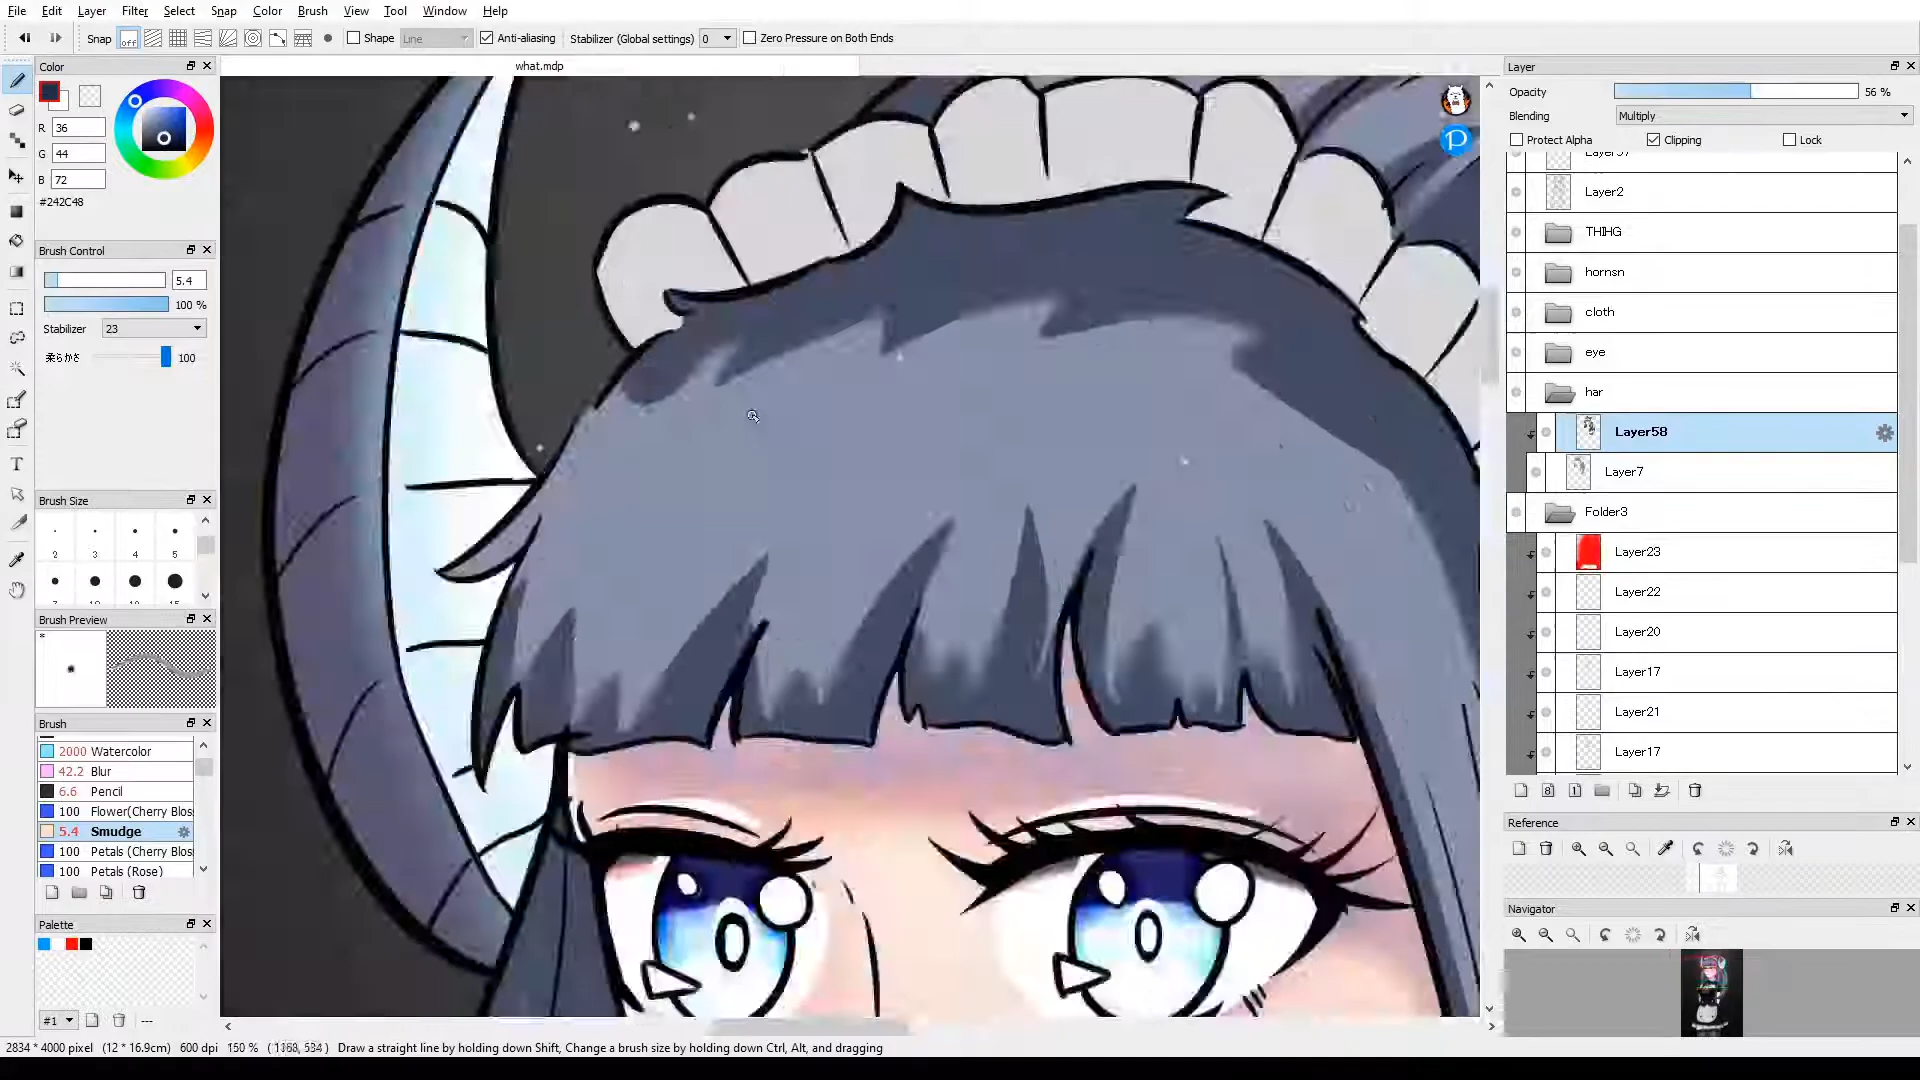 File Edit Layer Filter Select Snap Color Brush View Tool Window Help
Snap off Shape Line Anti-aliasing Stabilizer (Global settings) 0 Zero Pressure on Both Ends
Color
what.mdp
Layer
R 36
G 44
B 72
#242C48
Opacity 56 %
Blending Multiply
Protect Alpha Clipping Lock
Layer2
THIHG
hornsn
cloth
eye
har
Layer58
Layer7
Folder3
Layer23
Layer22
Layer20
Layer17
Layer21
Layer17
Brush Control
5.4
100 %
Stabilizer 23
柔らかさ 100
Brush Size
2 3 4 5
Brush Preview
*
Brush
2000 Watercolor
42.2 Blur
6.6 Pencil
100 Flower(Cherry Blos
5.4 Smudge
100 Petals (Cherry Blos
100 Petals (Rose)
Palette
#1
---
Reference
Navigator
2834 * 4000 pixel (12 * 16.9cm) 600 dpi 150 % Draw a straight line by holding down Shift, Change a brush size by holding down Ctrl, Alt, and dragging